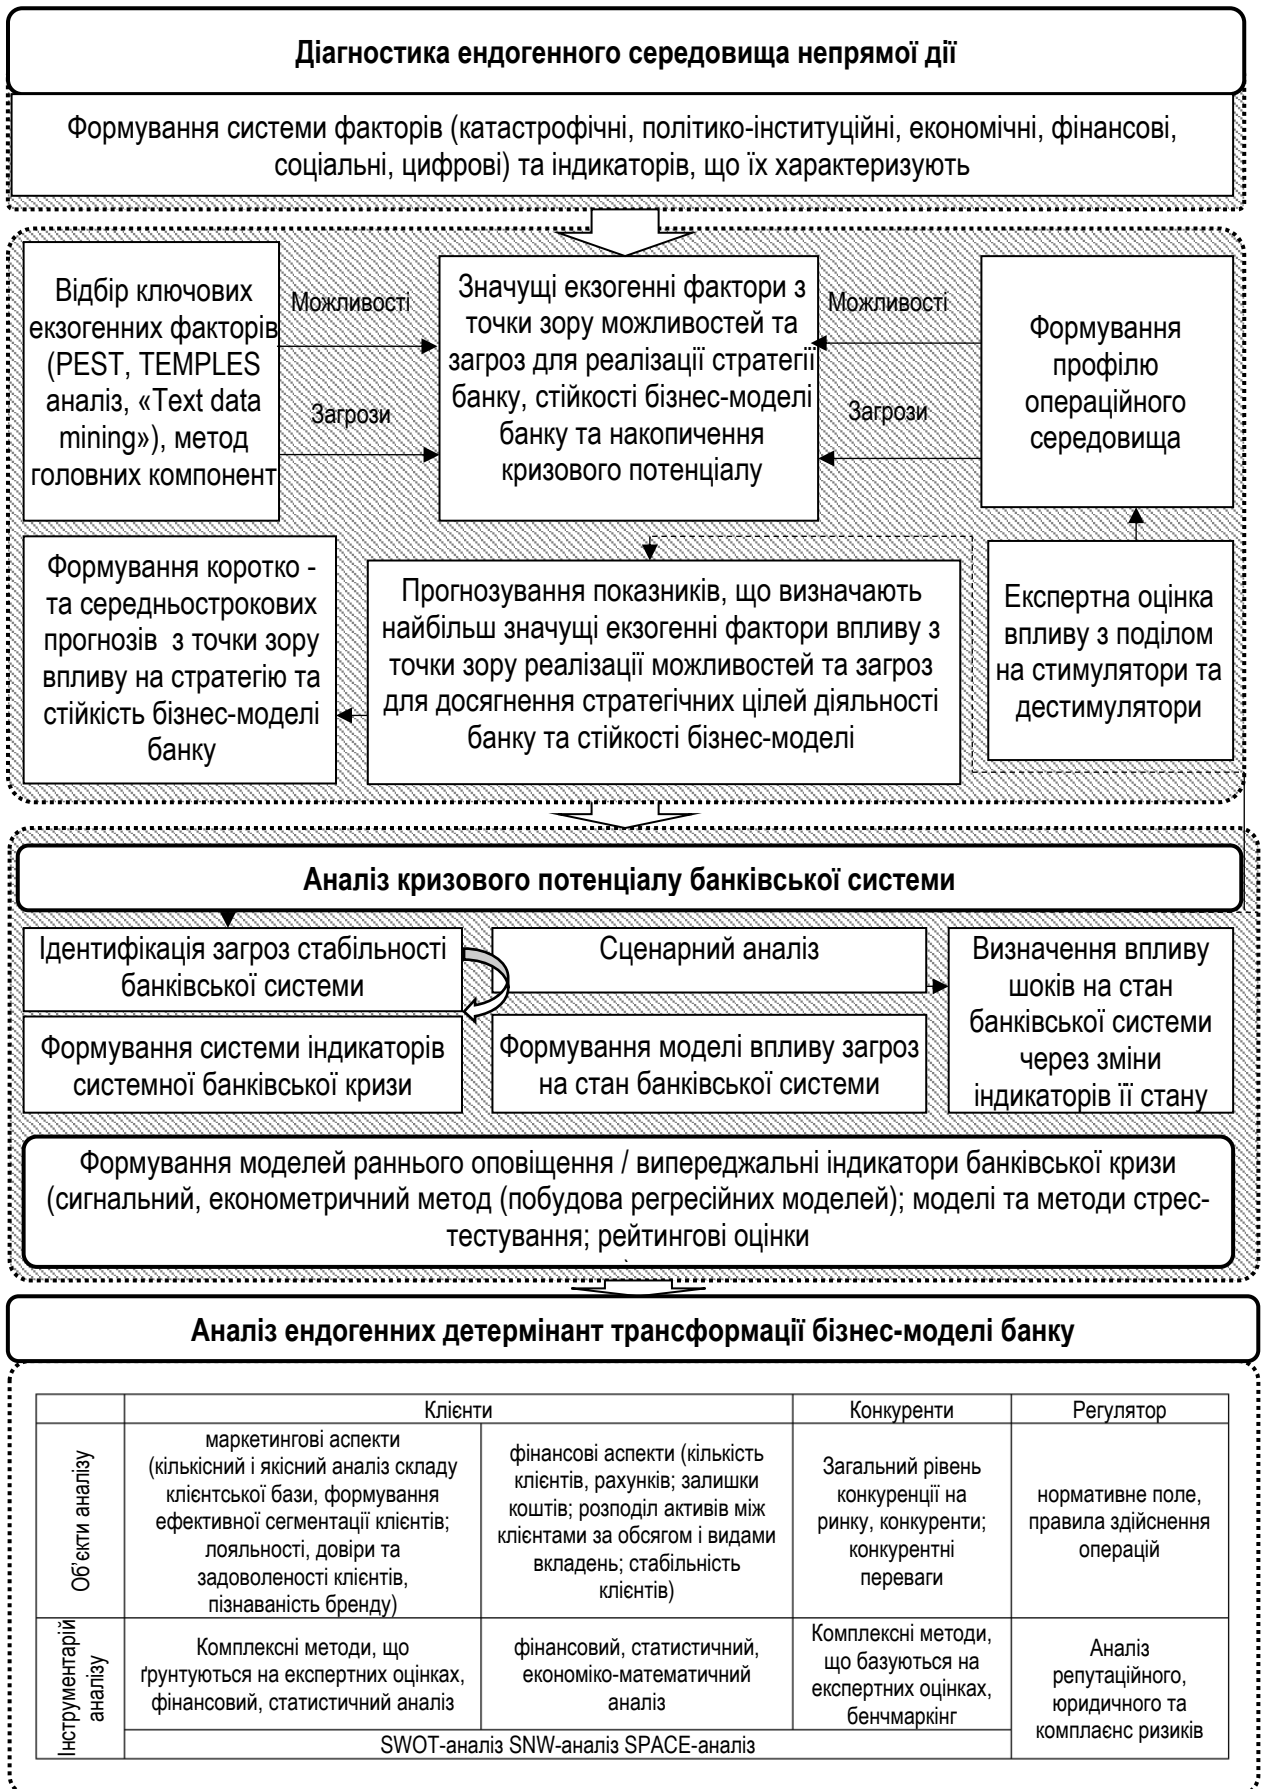 Діагностика ендогенного середовища непрямої дії
Формування системи факторів (катастрофічні, політико-інституційні, економічні, фінансові,
соціальні, цифрові) та індикаторів, що їх характеризують
Відбір ключових
екзогенних факторів
(PEST, TEMPLES
аналіз, «Text data
mining»), метод
головних компонент
Можливості
Загрози
Значущі екзогенні фактори з
точки зору можливостей та
загроз для реалізації стратегії
банку, стійкості бізнес-моделі
банку та накопичення
кризового потенціалу
Можливості
Загрози
Формування
профілю
операційного
середовища
Формування коротко -
та середньострокових
прогнозів з точки зору
впливу на стратегію та
стійкість бізнес-моделі
банку
Прогнозування показників, що визначають
найбільш значущі екзогенні фактори впливу з
точки зору реалізації можливостей та загроз
для досягнення стратегічних цілей діяльності
банку та стійкості бізнес-моделі
Експертна оцінка
впливу з поділом
на стимулятори та
дестимулятори
Аналіз кризового потенціалу банківської системи
Ідентифікація загроз стабільності
банківської системи
Сценарний аналіз
Визначення впливу
шоків на стан
банківської системи
через зміни
індикаторів її стану
Формування системи індикаторів
системної банківської кризи
Формування моделі впливу загроз
на стан банківської системи
Формування моделей раннього оповіщення / випереджальні індикатори банківської кризи
(сигнальний, економетричний метод (побудова регресійних моделей); моделі та методи стрес-
тестування; рейтингові оцінки
Аналіз ендогенних детермінант трансформації бізнес-моделі банку
Клієнти
Конкуренти
Регулятор
Об'єкти аналізу
маркетингові аспекти
(кількісний і якісний аналіз складу
клієнтської бази, формування
ефективної сегментації клієнтів;
лояльності, довіри та
задоволеності клієнтів,
пізнаваність бренду)
фінансові аспекти (кількість
клієнтів, рахунків; залишки
коштів; розподіл активів між
клієнтами за обсягом і видами
вкладень; стабільність
клієнтів)
Загальний рівень
конкуренції на
ринку, конкуренти;
конкурентні
переваги
нормативне поле,
правила здійснення
операцій
Інструментарій
аналізу
Комплексні методи, що
ґрунтуються на експертних оцінках,
фінансовий, статистичний аналіз
фінансовий, статистичний,
економіко-математичний
аналіз
Комплексні методи,
що базуються на
експертних оцінках,
бенчмаркінг
Аналіз
репутаційного,
юридичного та
комплаєнс ризиків
SWOT-аналіз SNW-аналіз SPACE-аналіз